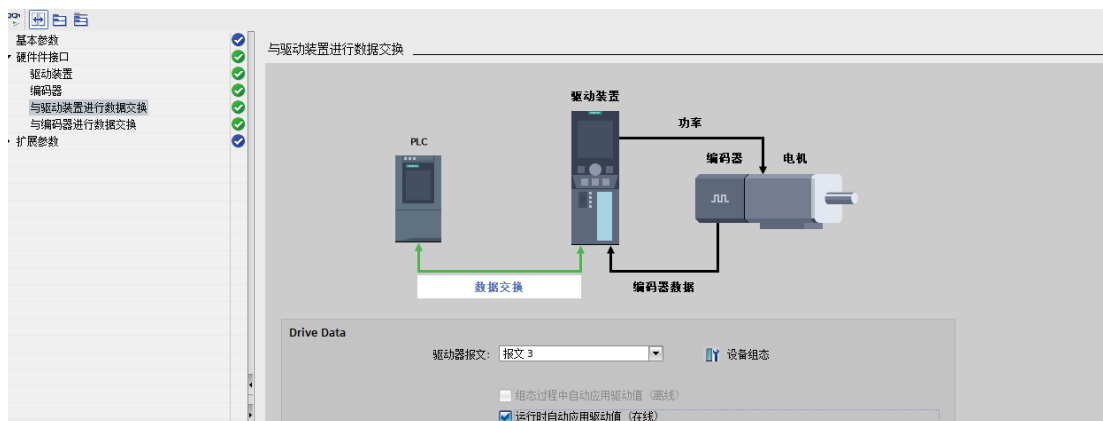 基本参数
硬件件接口
驱动装置
编码器
与驱动装置进行数据交换
与编码器进行数据交换
扩展参数
与驱动装置进行数据交换
驱动装置
功率
PLC
编码器 电机
数据交换
编码器数据
Drive Data
驱动器报文: 报文 3
设备组态
组态过程中自动应用驱动值（离线）
运行时自动应用驱动值（在线）